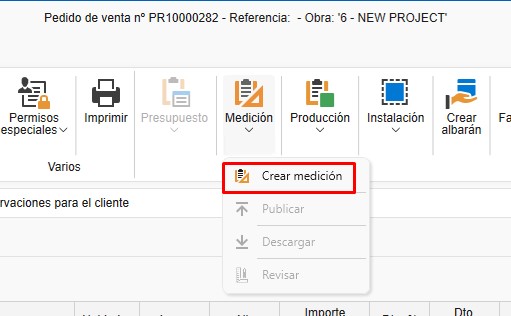 Pedido de venta nº PR10000282 - Referencia: - Obra: '6 - NEW PROJECT'
Permisos
especiales
Imprimir
Presupuesto
Medición
Producción
Instalación
Crear
albarán
Varios
Crear medición
rvaciones para el cliente
Publicar
Descargar
Revisar
Importe
Dto